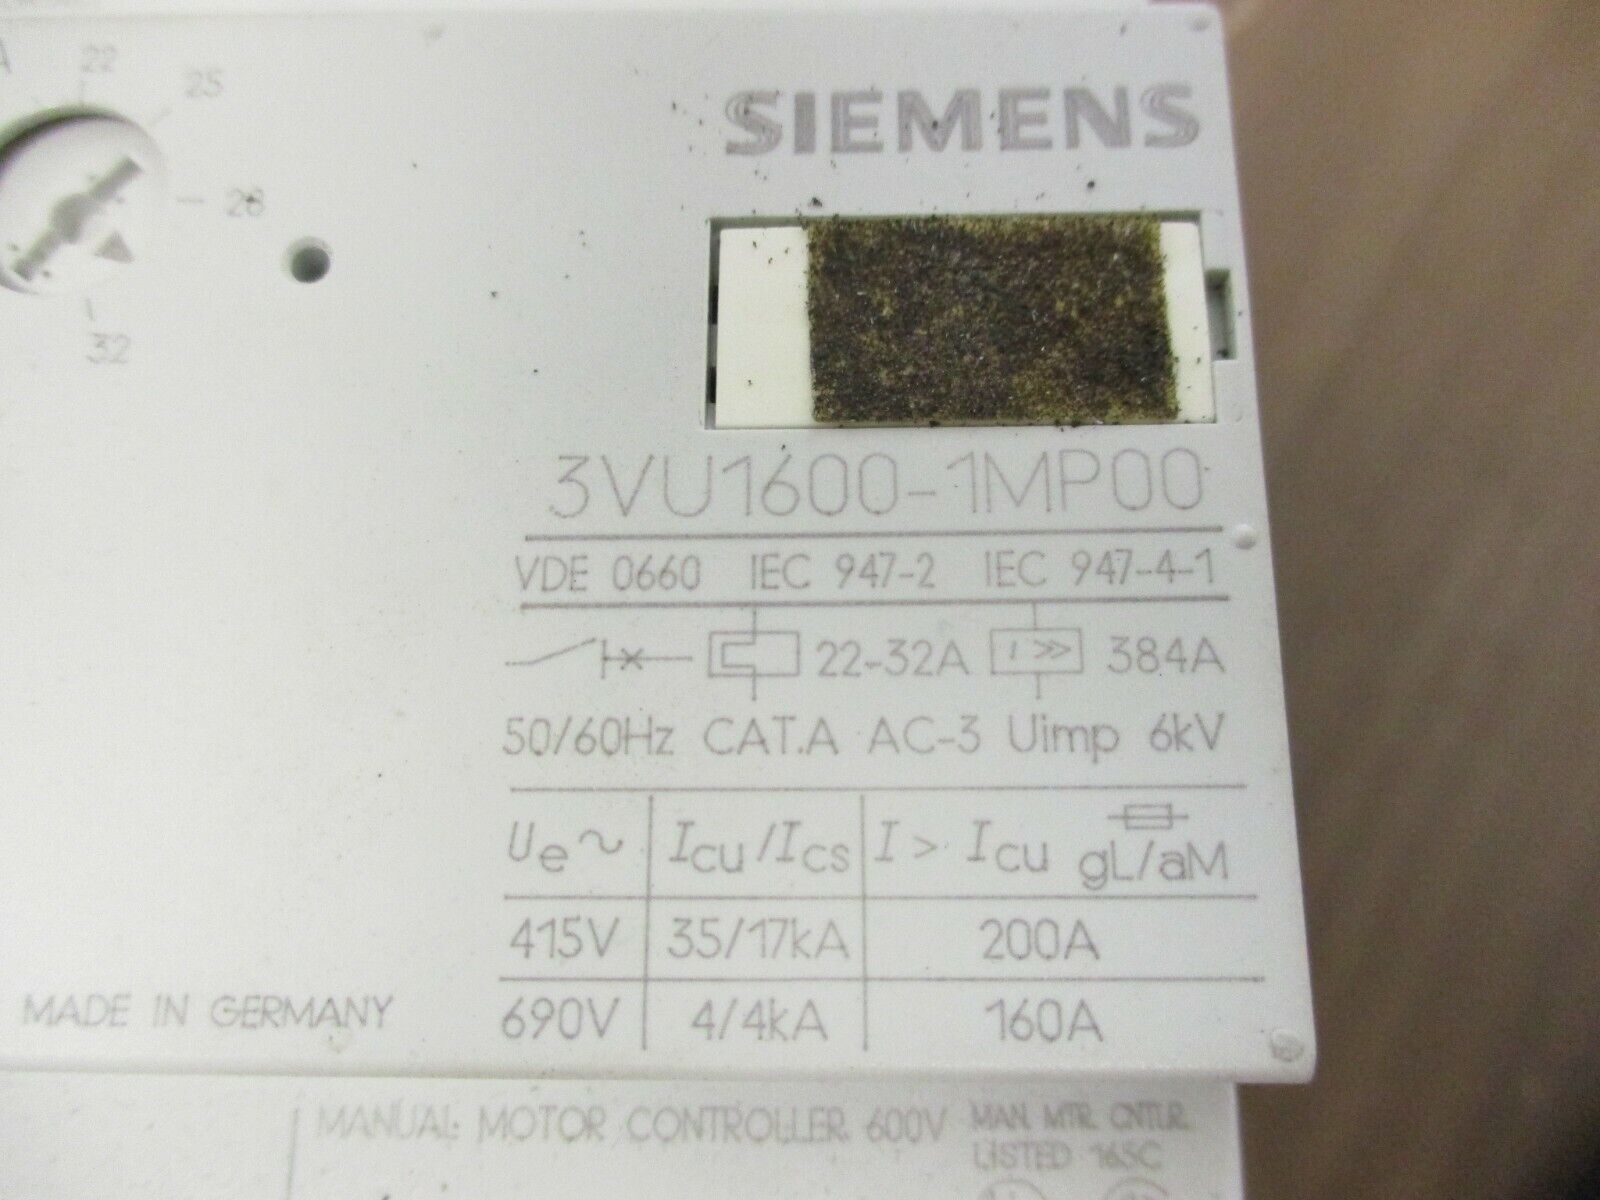 A
22
25
28
32
SIEMENS
3VU1600-1MP00
VDE 0660 IEC 947-2 IEC 947-4-1
22-32A I >> 384A
50/60Hz CAT.A AC-3 Uimp 6kV
Ue~ Icu/Ics I > Icu gL/aM
415V 35/17kA 200A
690V 4/4kA 160A
MADE IN GERMANY
MANUAL MOTOR CONTROLLER 600V MAN. MTR. CNTLR.
LISTED 165C